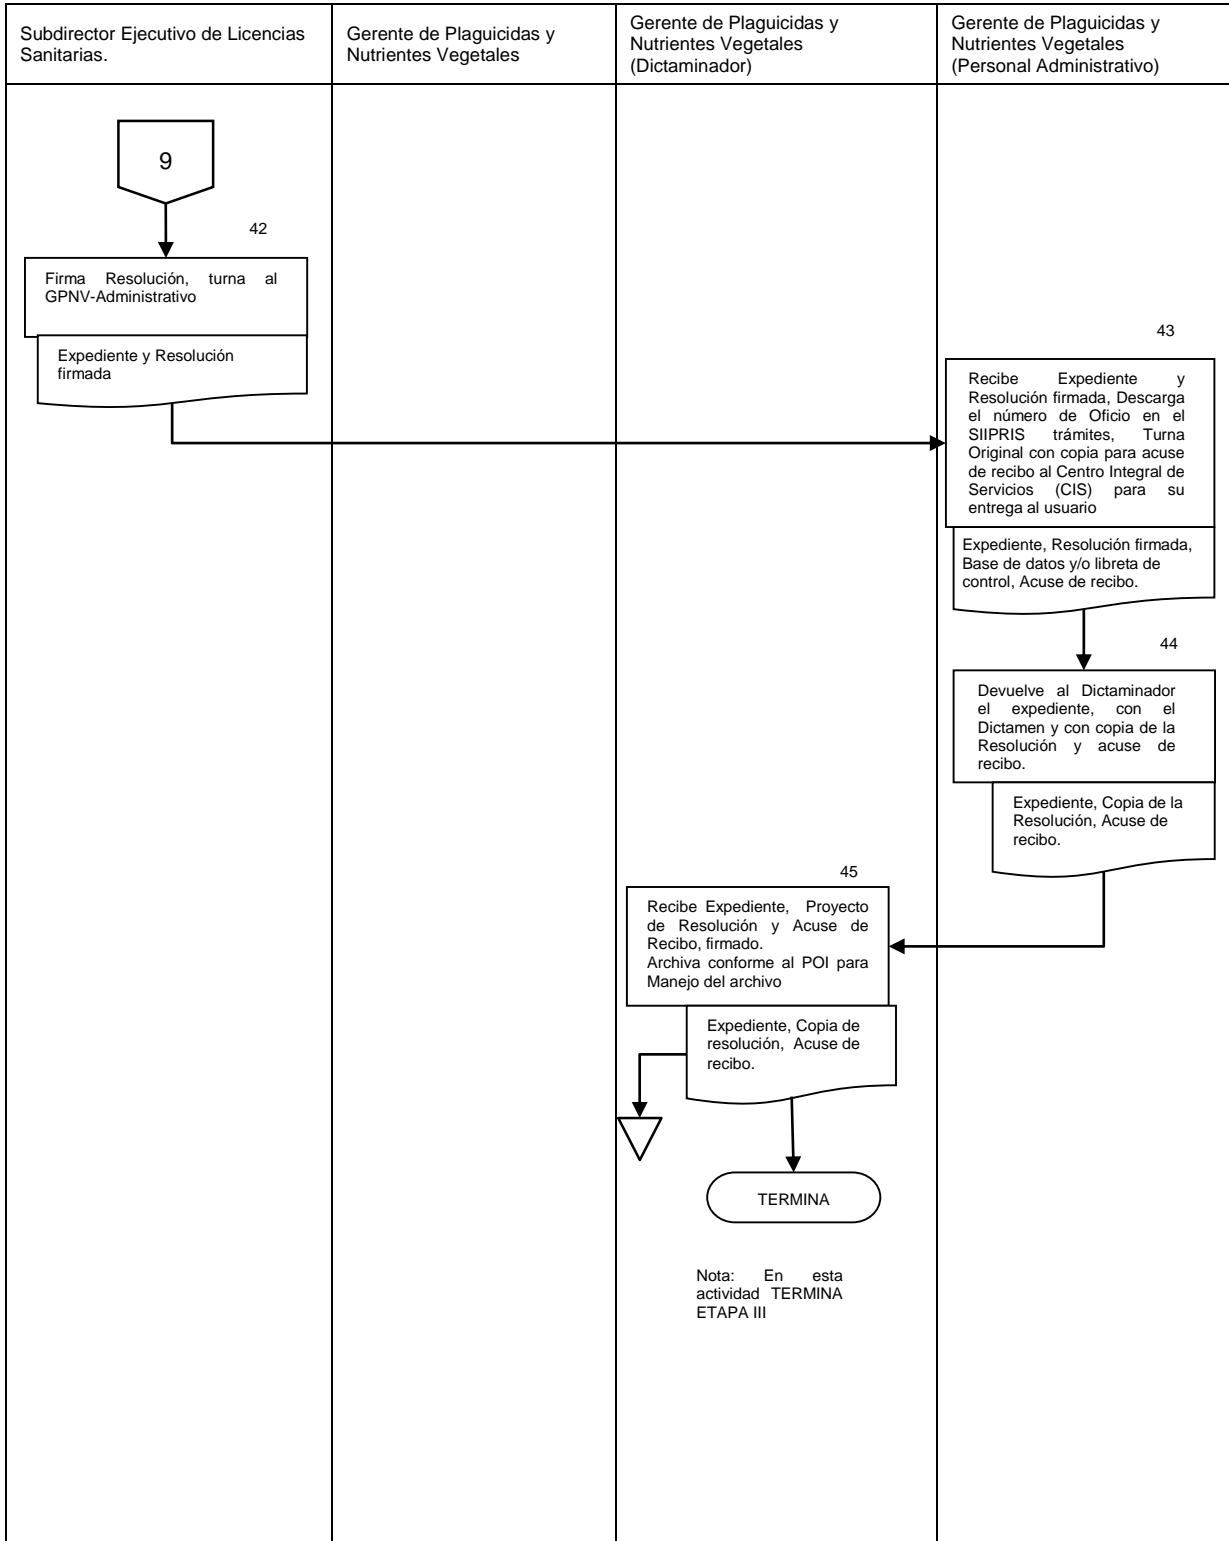 Subdirector Ejecutivo de Licencias
Sanitarias.
Gerente de Plaguicidas y
Nutrientes Vegetales
Gerente de Plaguicidas y
Nutrientes Vegetales
(Dictaminador)
Gerente de Plaguicidas y
Nutrientes Vegetales
(Personal Administrativo)
9
42
Firma Resolución, turna al
GPNV-Administrativo
Expediente y Resolución
firmada
43
Recibe Expediente y
Resolución firmada, Descarga
el número de Oficio en el
SIIPRIS trámites, Turna
Original con copia para acuse
de recibo al Centro Integral de
Servicios (CIS) para su
entrega al usuario
Expediente, Resolución firmada,
Base de datos y/o libreta de
control, Acuse de recibo.
44
Devuelve al Dictaminador
el expediente, con el
Dictamen y con copia de la
Resolución y acuse de
recibo.
Expediente, Copia de la
Resolución, Acuse de
recibo.
45
Recibe Expediente, Proyecto
de Resolución y Acuse de
Recibo, firmado.
Archiva conforme al POI para
Manejo del archivo
Expediente, Copia de
resolución, Acuse de
recibo.
TERMINA
Nota: En esta
actividad TERMINA
ETAPA III